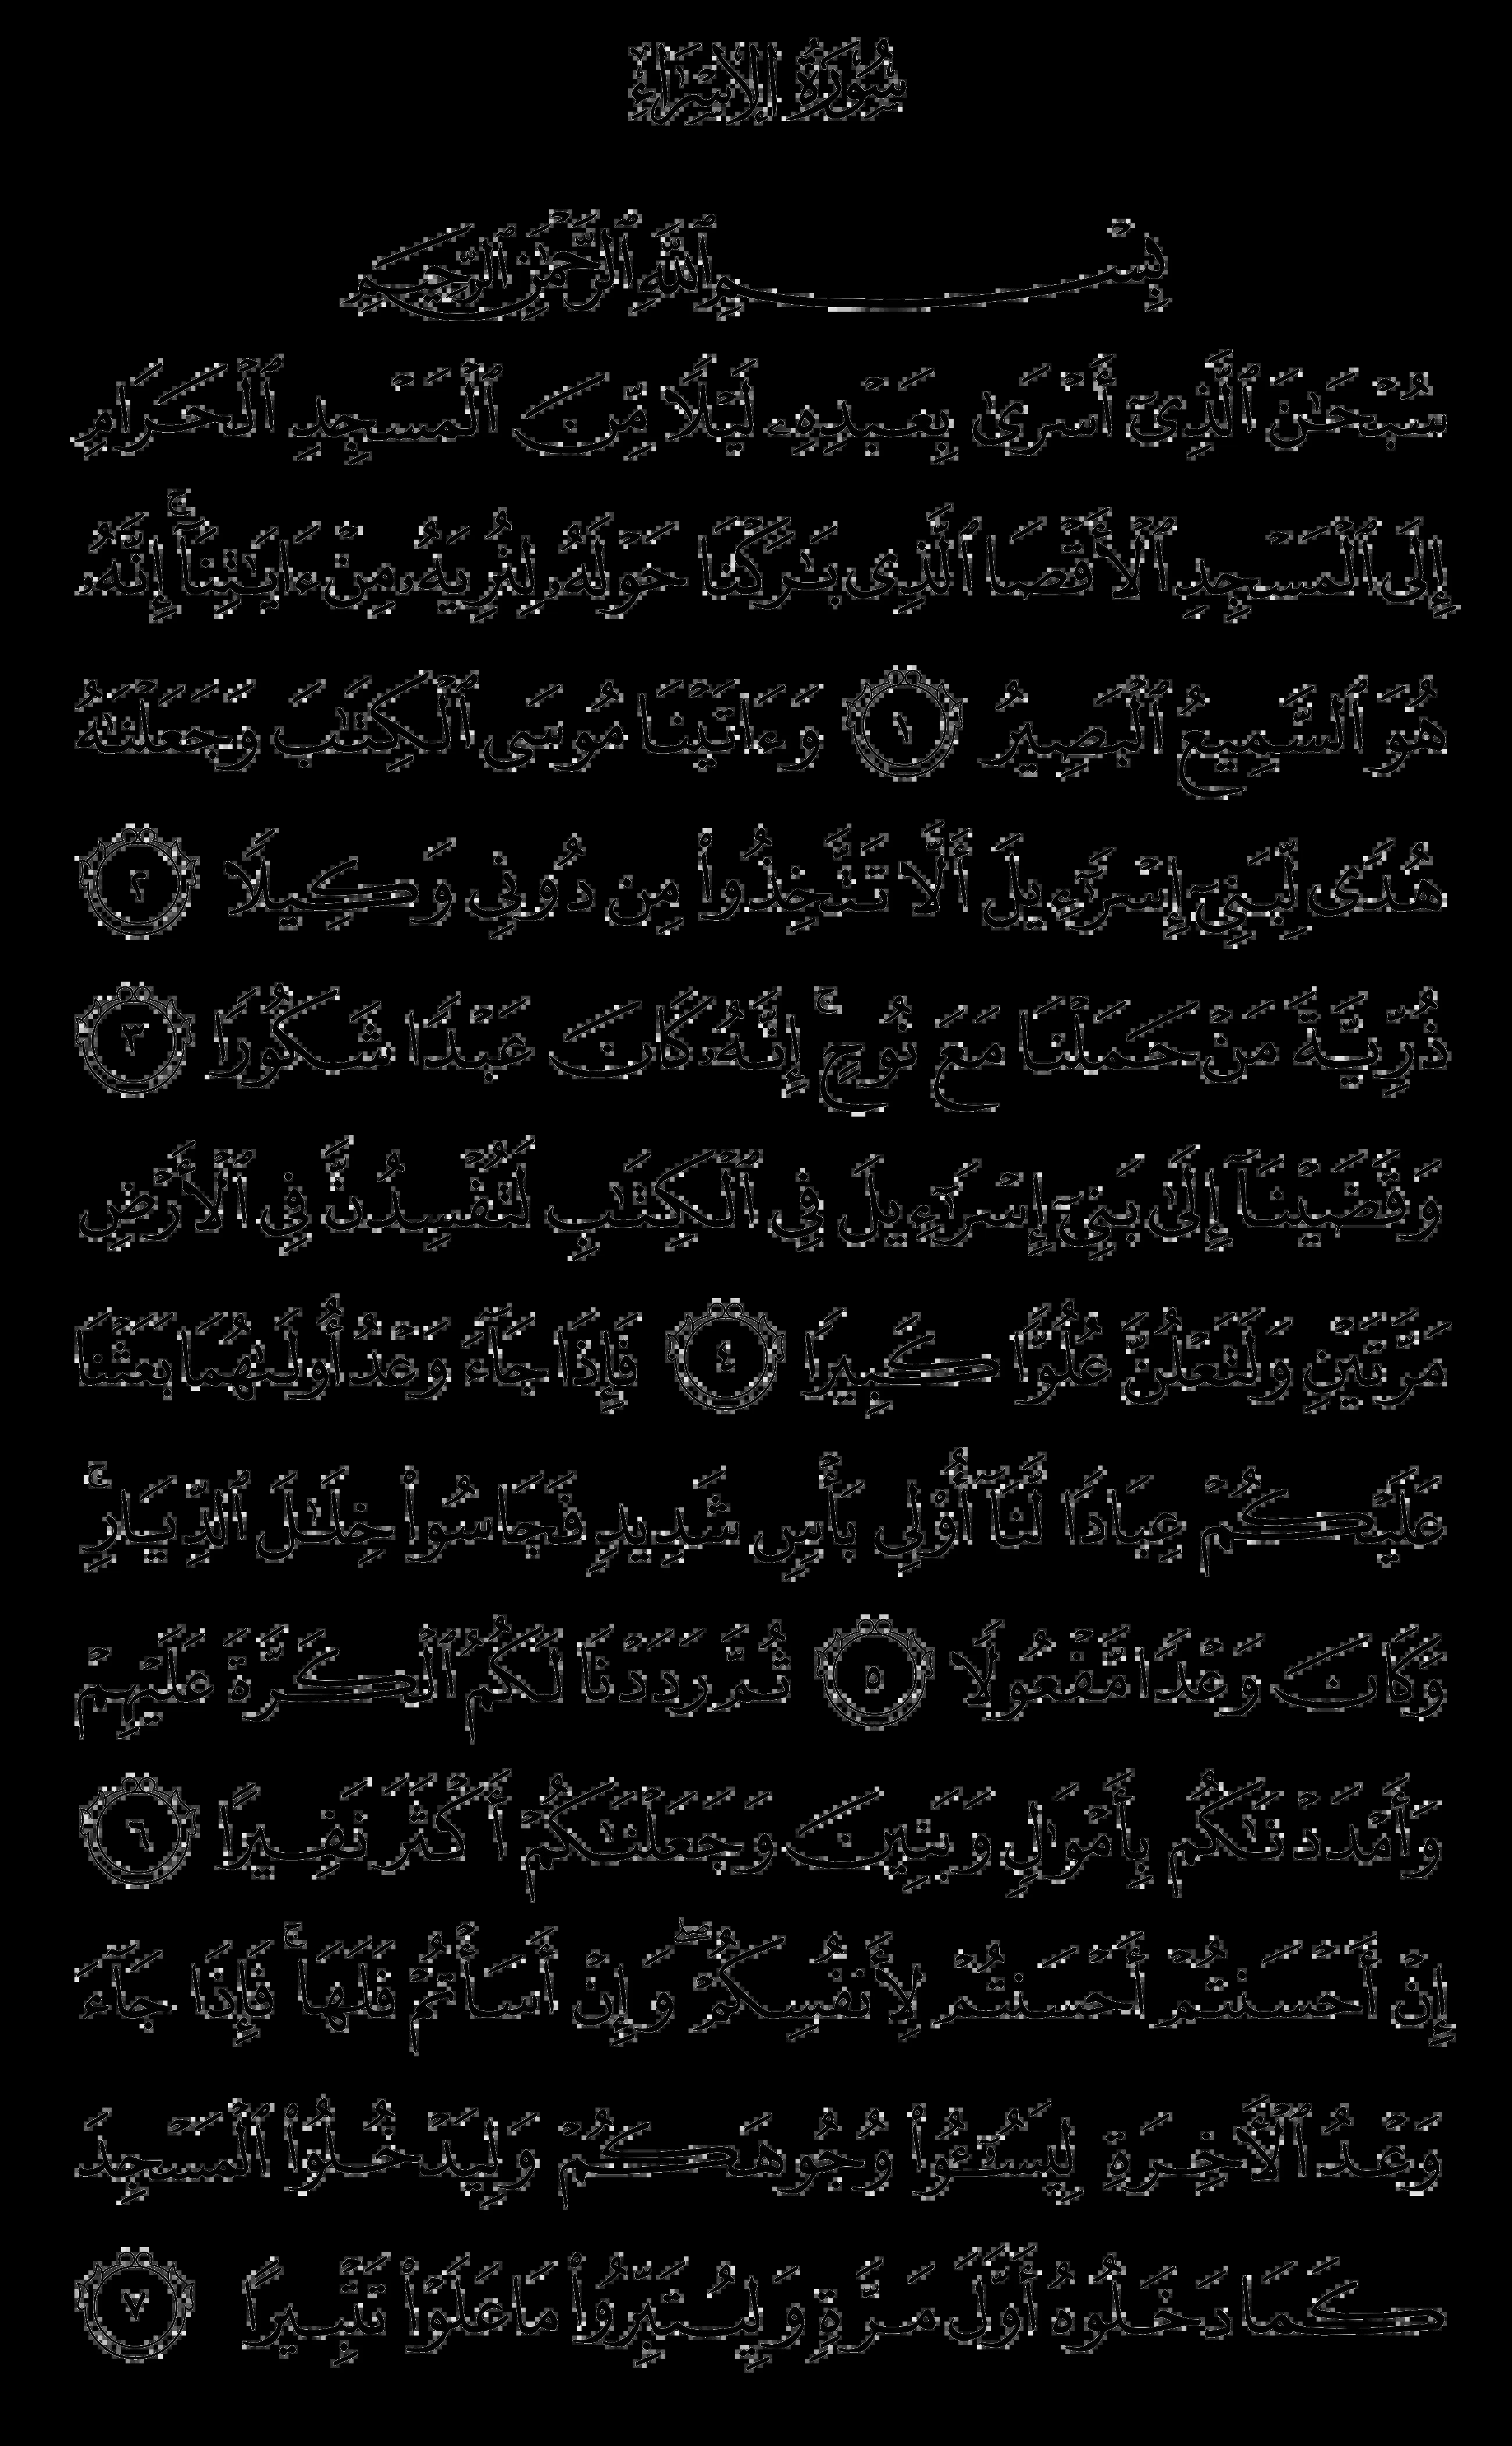 سُورَةُ الإِسْرَاءِ
بِسْمِ ٱللَّهِ ٱلرَّحْمَٰنِ ٱلرَّحِيمِ
سُبْحَٰنَ ٱلَّذِىٓ أَسْرَىٰ بِعَبْدِهِۦ لَيْلًا مِّنَ ٱلْمَسْجِدِ ٱلْحَرَامِ
إِلَى ٱلْمَسْجِدِ ٱلْأَقْصَا ٱلَّذِى بَٰرَكْنَا حَوْلَهُۥ لِنُرِيَهُۥ مِنْ ءَايَٰتِنَآ ۚ إِنَّهُۥ
هُوَ ٱلسَّمِيعُ ٱلْبَصِيرُ ١ وَءَاتَيْنَا مُوسَى ٱلْكِتَٰبَ وَجَعَلْنَٰهُ
هُدًى لِّبَنِىٓ إِسْرَٰٓءِيلَ أَلَّا تَتَّخِذُوا۟ مِن دُونِى وَكِيلًا ٢
ذُرِّيَّةَ مَنْ حَمَلْنَا مَعَ نُوحٍ ۚ إِنَّهُۥ كَانَ عَبْدًا شَكُورًا ٣
وَقَضَيْنَآ إِلَىٰ بَنِىٓ إِسْرَٰٓءِيلَ فِى ٱلْكِتَٰبِ لَتُفْسِدُنَّ فِى ٱلْأَرْضِ
مَرَّتَيْنِ وَلَتَعْلُنَّ عُلُوًّا كَبِيرًا ٤ فَإِذَا جَآءَ وَعْدُ أُولَىٰهُمَا بَعَثْنَا
عَلَيْكُمْ عِبَادًا لَّنَآ أُو۟لِى بَأْسٍ شَدِيدٍ فَجَاسُوا۟ خِلَٰلَ ٱلدِّيَارِ ۚ
وَكَانَ وَعْدًا مَّفْعُولًا ٥ ثُمَّ رَدَدْنَا لَكُمُ ٱلْكَرَّةَ عَلَيْهِمْ
وَأَمْدَدْنَٰكُم بِأَمْوَٰلٍ وَبَنِينَ وَجَعَلْنَٰكُمْ أَكْثَرَ نَفِيرًا ٦
إِنْ أَحْسَنتُمْ أَحْسَنتُمْ لِأَنفُسِكُمْ ۖ وَإِنْ أَسَأْتُمْ فَلَهَا ۚ فَإِذَا جَآءَ
وَعْدُ ٱلْأَخِرَةِ لِيَسُۥٓـُٔوا۟ وُجُوهَكُمْ وَلِيَدْخُلُوا۟ ٱلْمَسْجِدَ
كَمَا دَخَلُوهُ أَوَّلَ مَرَّةٍ وَلِيُتَبِّرُوا۟ مَا عَلَوْا۟ تَتْبِيرًا ٧